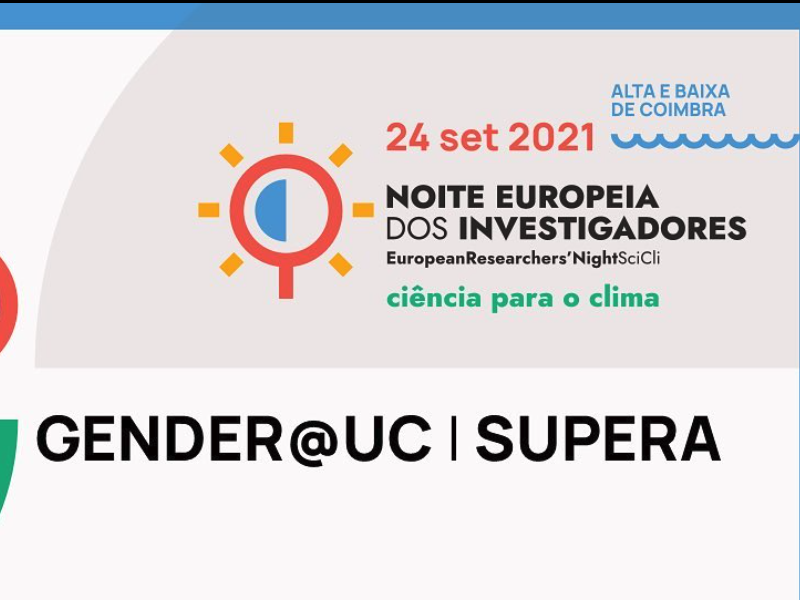 ALTA E BAIXA
DE COIMBRA
24 set 2021
NOITE EUROPEIA
DOS INVESTIGADORES
EuropeanResearchers'NightSciCli
ciência para o clima
GENDER@UC | SUPERA